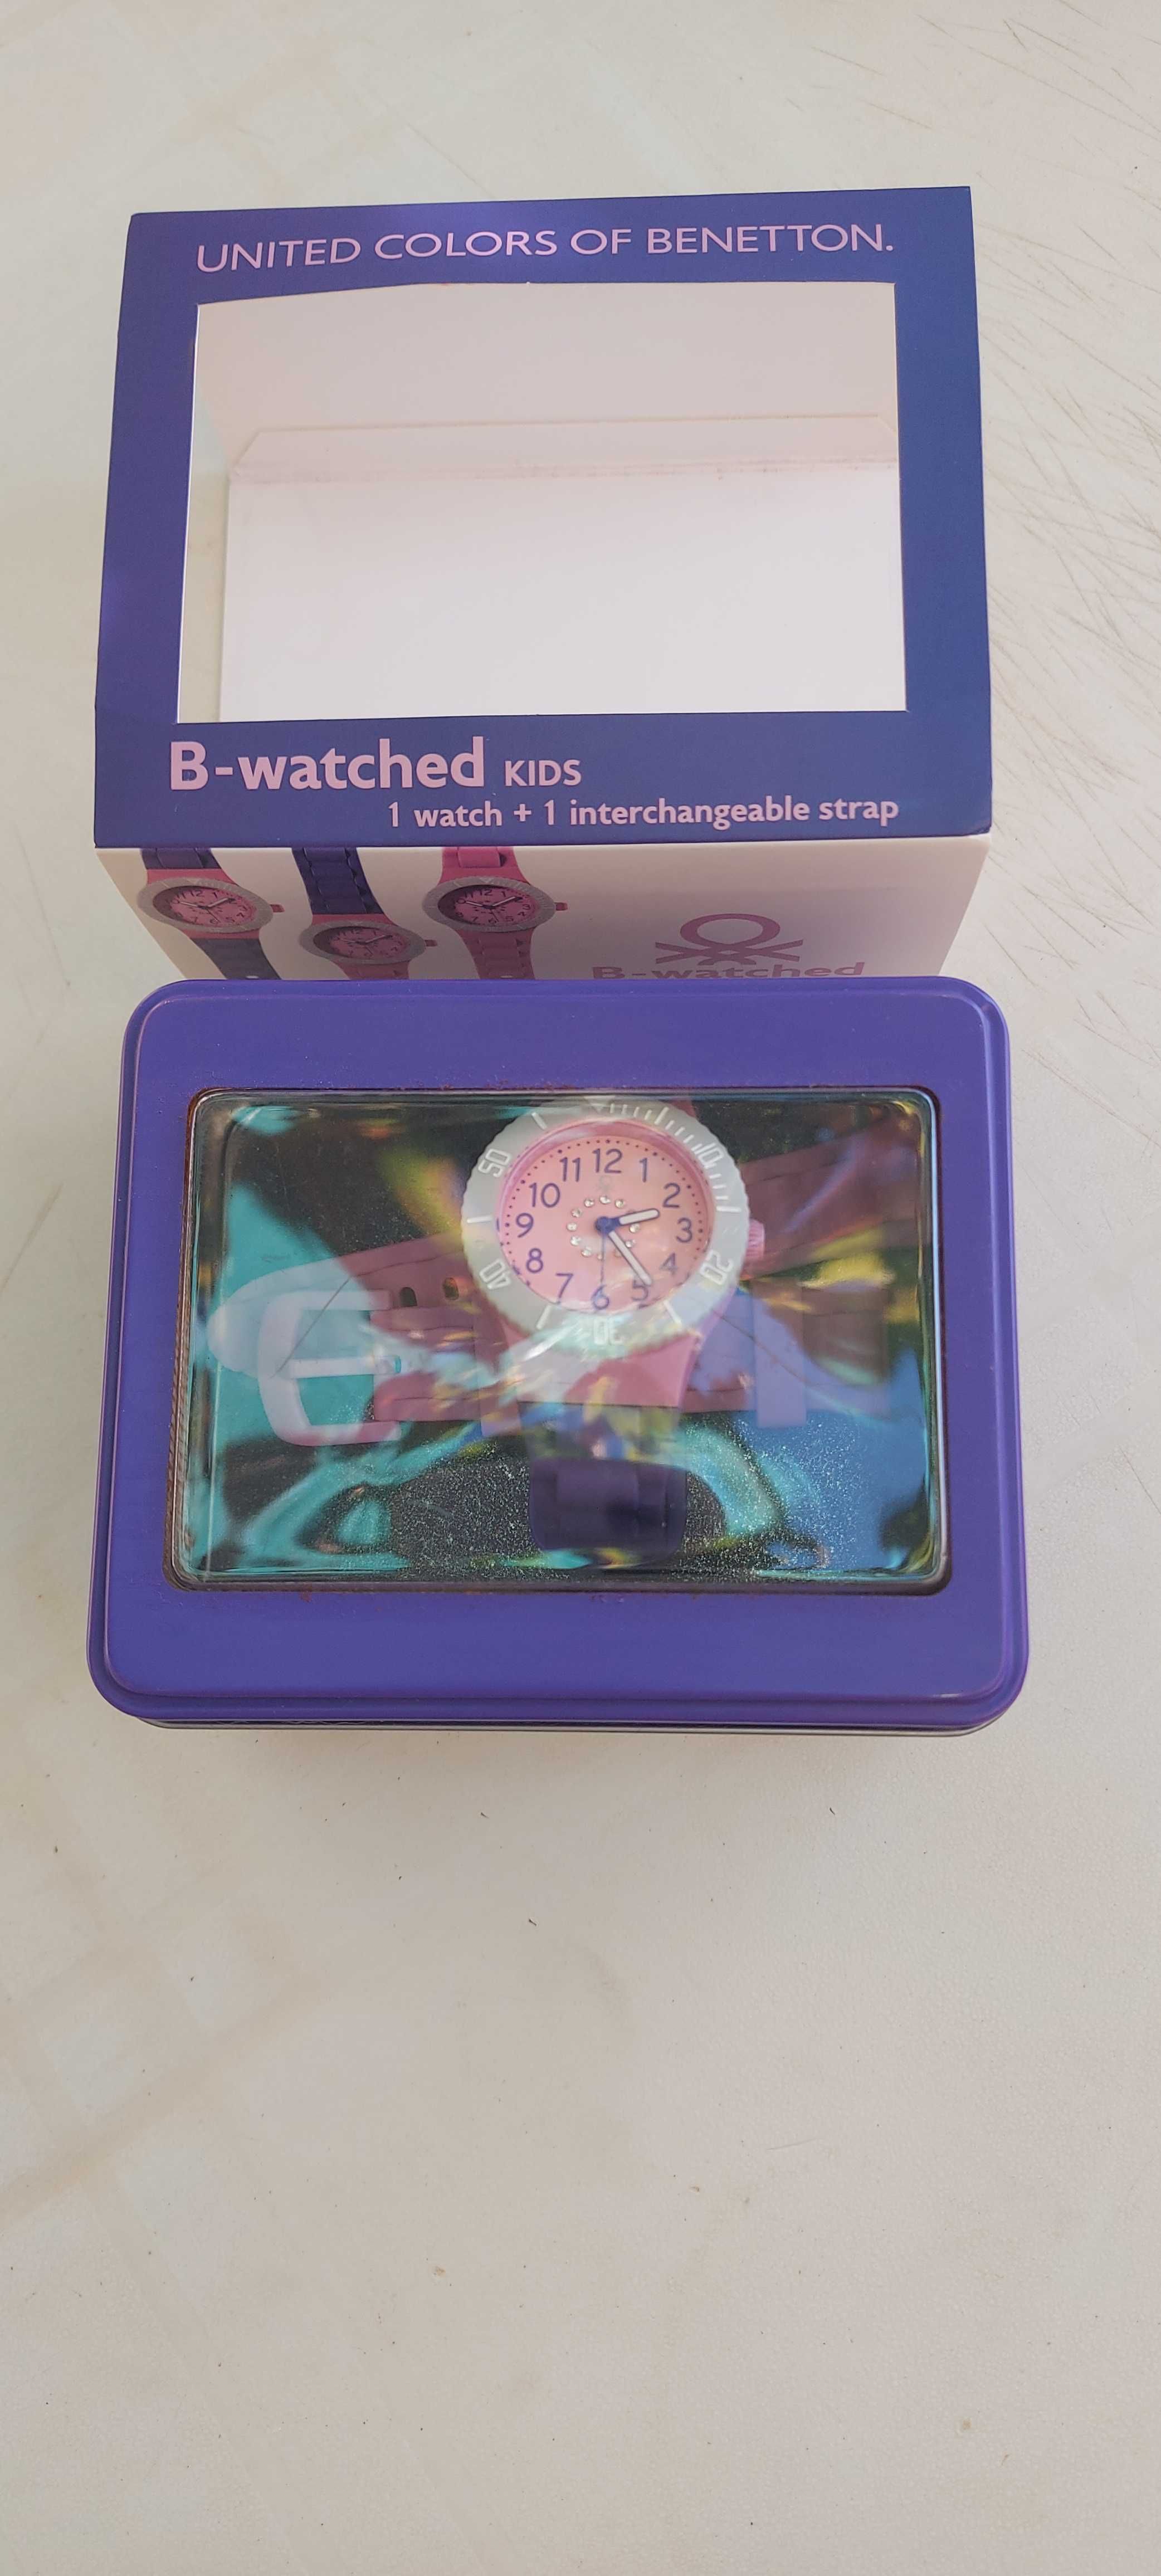 UNITED COLORS OF BENETTON.
B-watched KIDS
1 watch + 1 interchangeable strap
B-watched
50
10
40
20
30
11 12 1
10 2
9 3
8 4
7 6 5